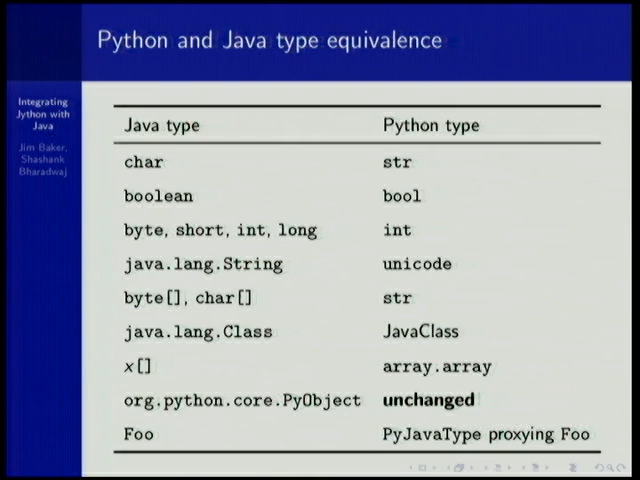 Python and Java type equivalence
Integrating
Jython with
Java
Jim Baker,
Shashank
Bharadwaj
Java type Python type
char str
boolean bool
byte, short, int, long int
java.lang.String unicode
byte[], char[] str
java.lang.Class JavaClass
x[] array.array
org.python.core.PyObject unchanged
Foo PyJavaType proxying Foo